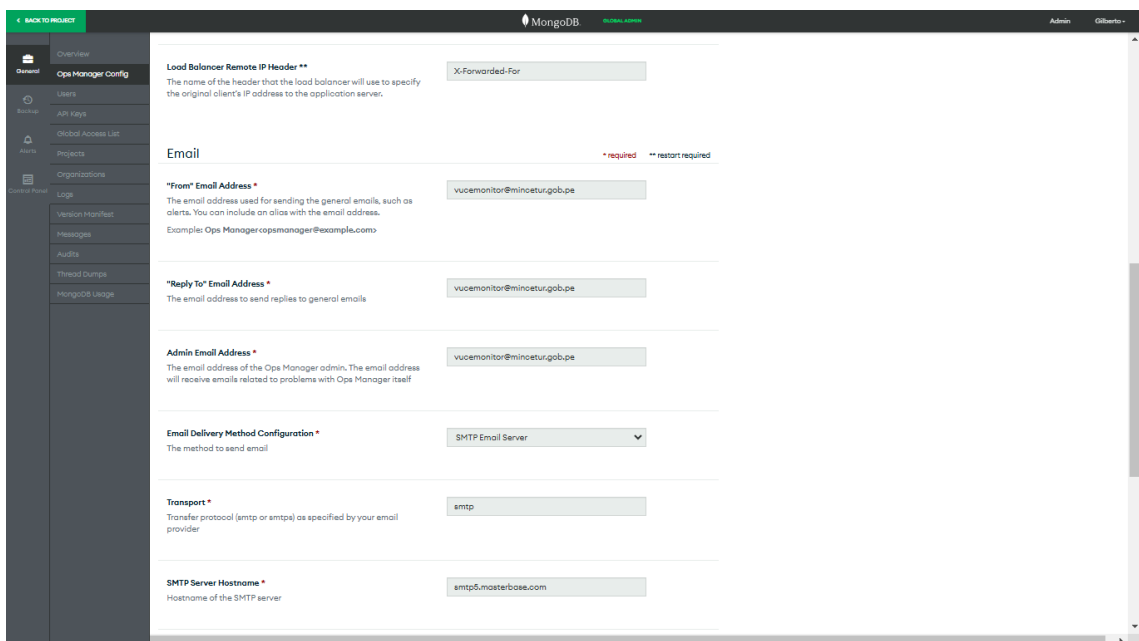 < BACK TO PROJECT
MongoDB.
GLOBAL ADMIN
Admin
Gilberto
General
Backup
Alerts
Control Panel
Overview
Ops Manager Config
Users
API Keys
Global Access List
Projects
Organizations
Logs
Version Manifest
Messages
Audits
Thread Dumps
MongoDB Usage
Load Balancer Remote IP Header **
The name of the header that the load balancer will use to specify
the original client's IP address to the application server.
X-Forwarded-For
Email
* required ** restart required
"From" Email Address *
The email address used for sending the general emails, such as
alerts. You can include an alias with the email address.
Example: Ops Manager<opsmanager@example.com>
vucemonitor@mincetur.gob.pe
"Reply To" Email Address *
The email address to send replies to general emails
vucemonitor@mincetur.gob.pe
Admin Email Address *
The email address of the Ops Manager admin. The email address
will receive emails related to problems with Ops Manager itself
vucemonitor@mincetur.gob.pe
Email Delivery Method Configuration *
The method to send email
SMTP Email Server
Transport *
Transfer protocol (smtp or smtps) as specified by your email
provider
smtp
SMTP Server Hostname *
Hostname of the SMTP server
smtp5.masterbase.com